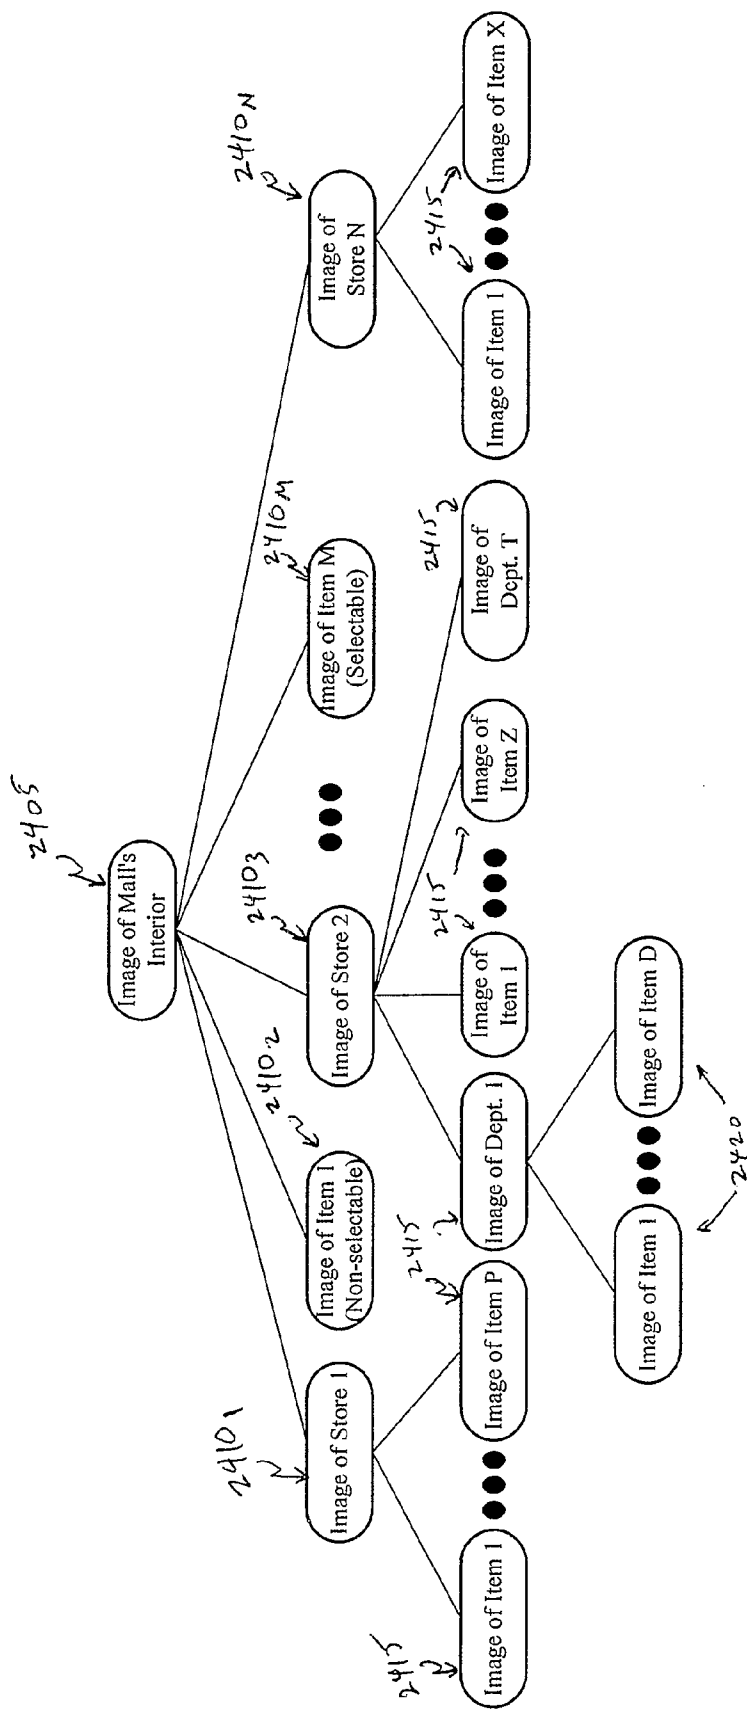 2405
Image of Mall's
Interior
2410₁
2410₂
2410₃
2410M
2410N
Image of Store 1
Image of Item 1
(Non-selectable)
Image of Store 2
Image of Item M
(Selectable)
Image of
Store N
2415
2415
2415
2415
2415
Image of Item 1
Image of Item P
Image of Dept. 1
Image of
Item 1
Image of
Item Z
Image of
Dept. T
Image of Item 1
Image of Item X
Image of Item 1
Image of Item D
2420